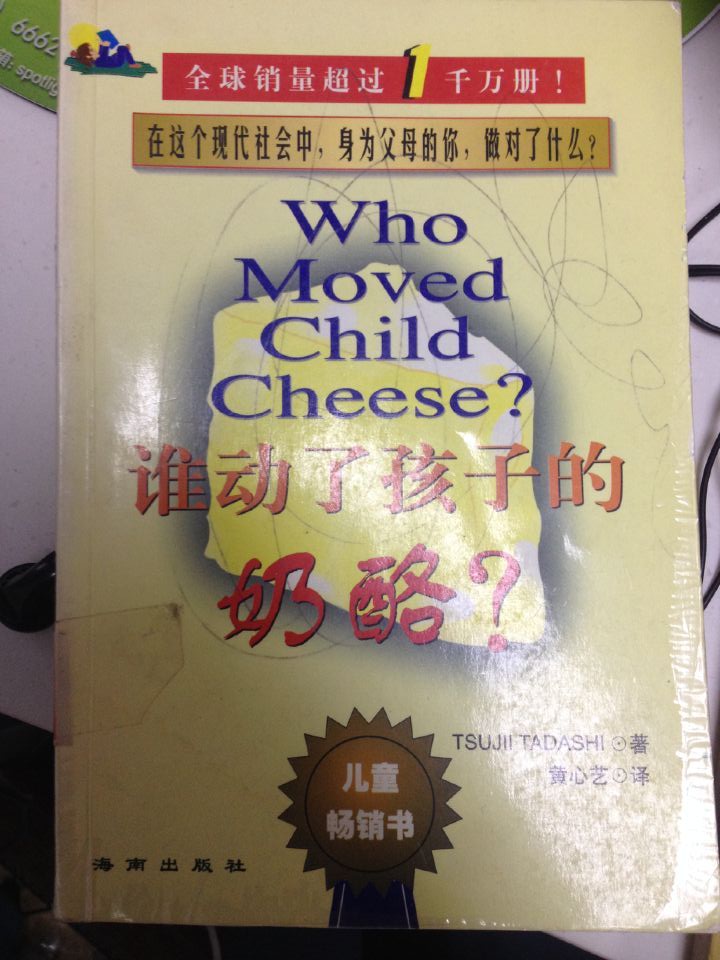 6662
箱: spotlig
全球销量超过1千万册！
在这个现代社会中，身为父母的你，做对了什么？
Who
Moved
Child
Cheese?
谁动了孩子的
奶酪？
TSUJII TADASHI⊙著
黄心艺⊙译
儿童
畅销书
海南出版社